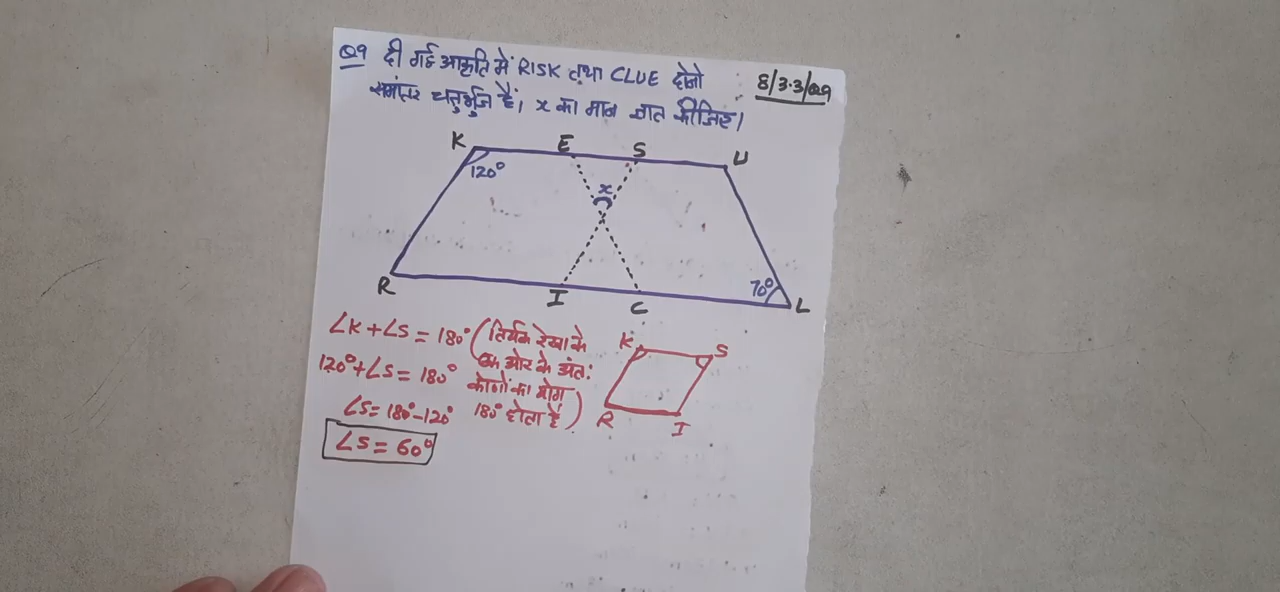 Q9 दी गई आकृति में RISK तथा CLUE दोनो
समांतर चतुर्भुज हैं। x का मान ज्ञात कीजिए।
8/3.3/Q9
K E S U
120°
x
R I C L
70°
∠K+∠S = 180° (तिर्यक रेखा के
एक ओर के अंतः
120°+∠S = 180° कोणों का योग
∠S = 180°-120° 180° होता है)
∠S = 60°
K S
R I